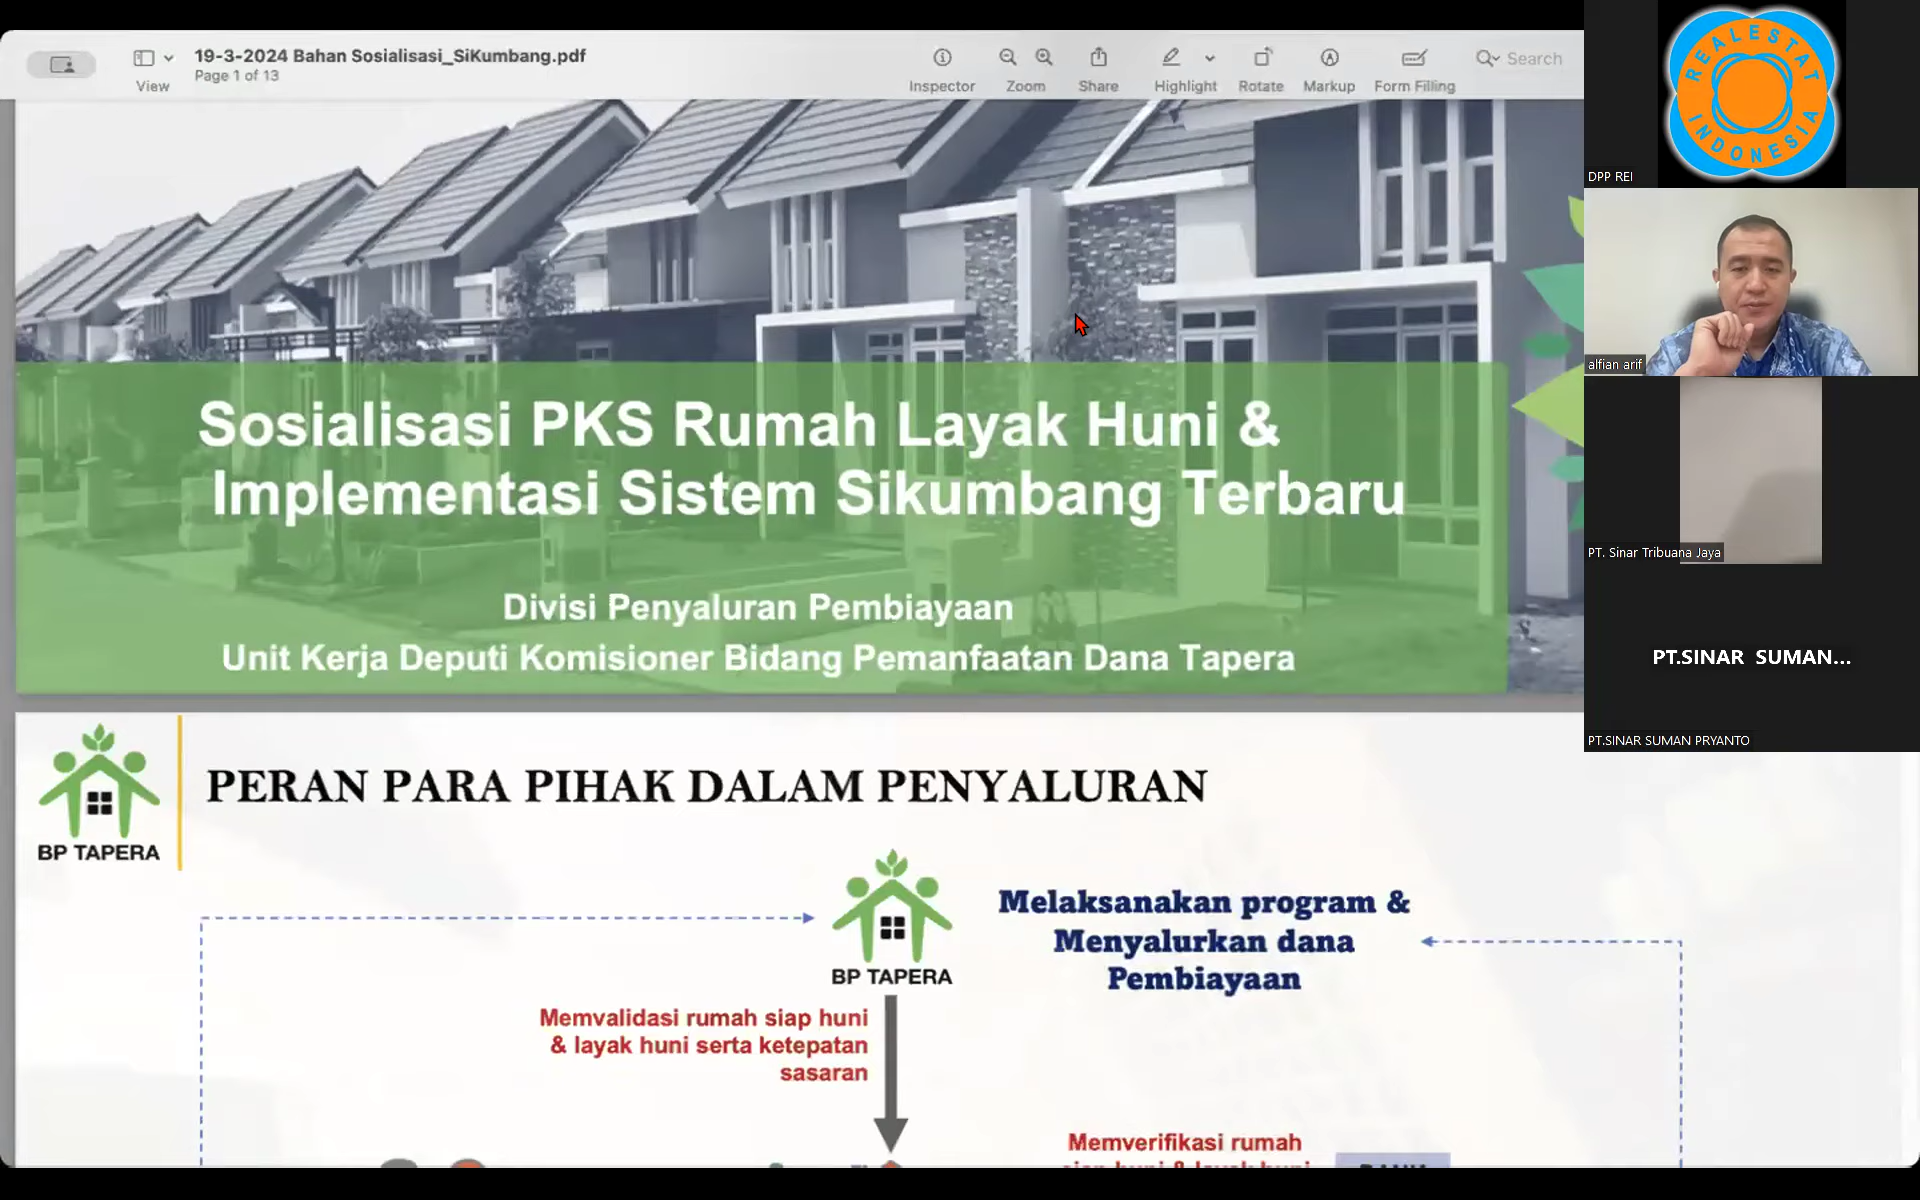 19-3-2024 Bahan Sosialisasi_SiKumbang.pdf
Page 1 of 13
View
Inspector
Zoom
Share
Highlight
Rotate
Markup
Form Filling
Search
Sosialisasi PKS Rumah Layak Huni &
Implementasi Sistem Sikumbang Terbaru
Divisi Penyaluran Pembiayaan
Unit Kerja Deputi Komisioner Bidang Pemanfaatan Dana Tapera
BP TAPERA
PERAN PARA PIHAK DALAM PENYALURAN
BP TAPERA
Melaksanakan program &
Menyalurkan dana
Pembiayaan
Memvalidasi rumah siap huni
& layak huni serta ketepatan
sasaran
Memverifikasi rumah
REALESTAT
INDONESIA
DPP REI
alfian arif
PT. Sinar Tribuana Jaya
PT.SINAR SUMAN...
PT.SINAR SUMAN PRYANTO